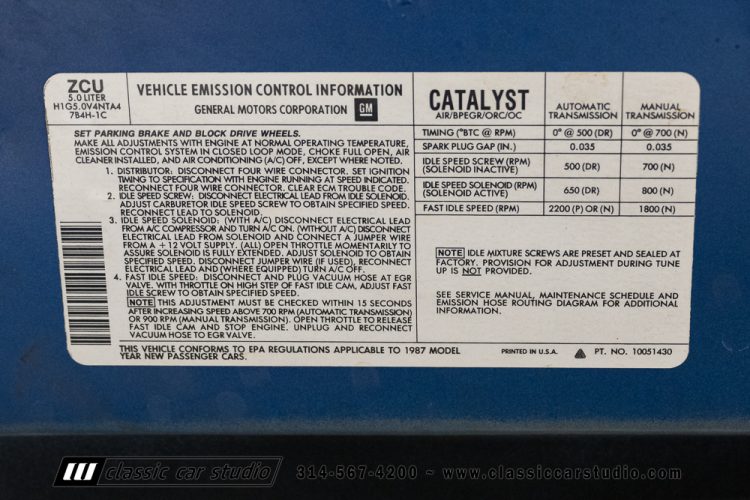 ZCU
5.0 LITER
H1G5.0V4NTA4
7B4H-1C
VEHICLE EMISSION CONTROL INFORMATION
GENERAL MOTORS CORPORATION GM
SET PARKING BRAKE AND BLOCK DRIVE WHEELS.
MAKE ALL ADJUSTMENTS WITH ENGINE AT NORMAL OPERATING TEMPERATURE,
EMISSION CONTROL SYSTEM IN CLOSED LOOP MODE, CHOKE FULL OPEN, AIR
CLEANER INSTALLED, AND AIR CONDITIONING (A/C) OFF, EXCEPT WHERE NOTED.
1. DISTRIBUTOR: DISCONNECT FOUR WIRE CONNECTOR. SET IGNITION
TIMING TO SPECIFICATION WITH ENGINE RUNNING AT SPEED INDICATED.
RECONNECT FOUR WIRE CONNECTOR. CLEAR ECM TROUBLE CODE.
2. IDLE SPEED SCREW: DISCONNECT ELECTRICAL LEAD FROM IDLE SOLENOID.
ADJUST CARBURETOR IDLE SPEED SCREW TO OBTAIN SPECIFIED SPEED.
RECONNECT LEAD TO SOLENOID.
3. IDLE SOLENOID: (WITH A/C) DISCONNECT ELECTRICAL LEAD
FROM A/C COMPRESSOR AND TURN A/C ON. (WITHOUT A/C) DISCONNECT
ELECTRICAL LEAD FROM SOLENOID AND CONNECT A JUMPER WIRE
FROM A + 12 VOLT SUPPLY. (ALL) OPEN THROTTLE MOMENTARILY TO
ASSURE SOLENOID IS FULLY EXTENDED. ADJUST SOLENOID TO OBTAIN
SPECIFIED SPEED. DISCONNECT JUMPER WIRE (IF USED), RECONNECT
ELECTRICAL LEAD AND (WHERE EQUIPPED) TURN A/C OFF.
4. FAST IDLE SPEED: DISCONNECT AND PLUG VACUUM HOSE AT EGR
VALVE. WITH THROTTLE ON HIGH STEP OF FAST IDLE CAM, ADJUST FAST
IDLE SCREW TO OBTAIN SPECIFIED SPEED.
NOTE THIS ADJUSTMENT MUST BE CHECKED WITHIN 15 SECONDS
AFTER INCREASING SPEED ABOVE 700 RPM (AUTOMATIC TRANSMISSION)
OR 900 RPM (MANUAL TRANSMISSION). OPEN THROTTLE TO RELEASE
FAST IDLE CAM AND STOP ENGINE. UNPLUG AND RECONNECT
VACUUM HOSE TO EGR VALVE.
THIS VEHICLE CONFORMS TO EPA REGULATIONS APPLICABLE TO 1987 MODEL
YEAR NEW PASSENGER CARS.
CATALYST
AIR/BPEGR/ORC/OC
AUTOMATIC TRANSMISSION
MANUAL TRANSMISSION
TIMING (°BTC @ RPM) 0° @ 500 (DR) 0° @ 700 (N)
SPARK PLUG GAP (IN.) 0.035 0.035
IDLE SPEED SCREW (RPM) (SOLENOID INACTIVE) 500 (DR) 700 (N)
IDLE SPEED SOLENOID (RPM) (SOLENOID ACTIVE) 650 (DR) 800 (N)
FAST IDLE SPEED (RPM) 2200 (P) OR (N) 1800 (N)
NOTE IDLE MIXTURE SCREWS ARE PRESET AND SEALED AT
FACTORY. PROVISION FOR ADJUSTMENT DURING TUNE
UP IS NOT PROVIDED.
SEE SERVICE MANUAL, MAINTENANCE SCHEDULE AND
EMISSION HOSE ROUTING DIAGRAM FOR ADDITIONAL
INFORMATION.
PRINTED IN U.S.A. PT. NO. 10051430
classic car studio 314-567-4200 ~ www.classiccarstudio.com